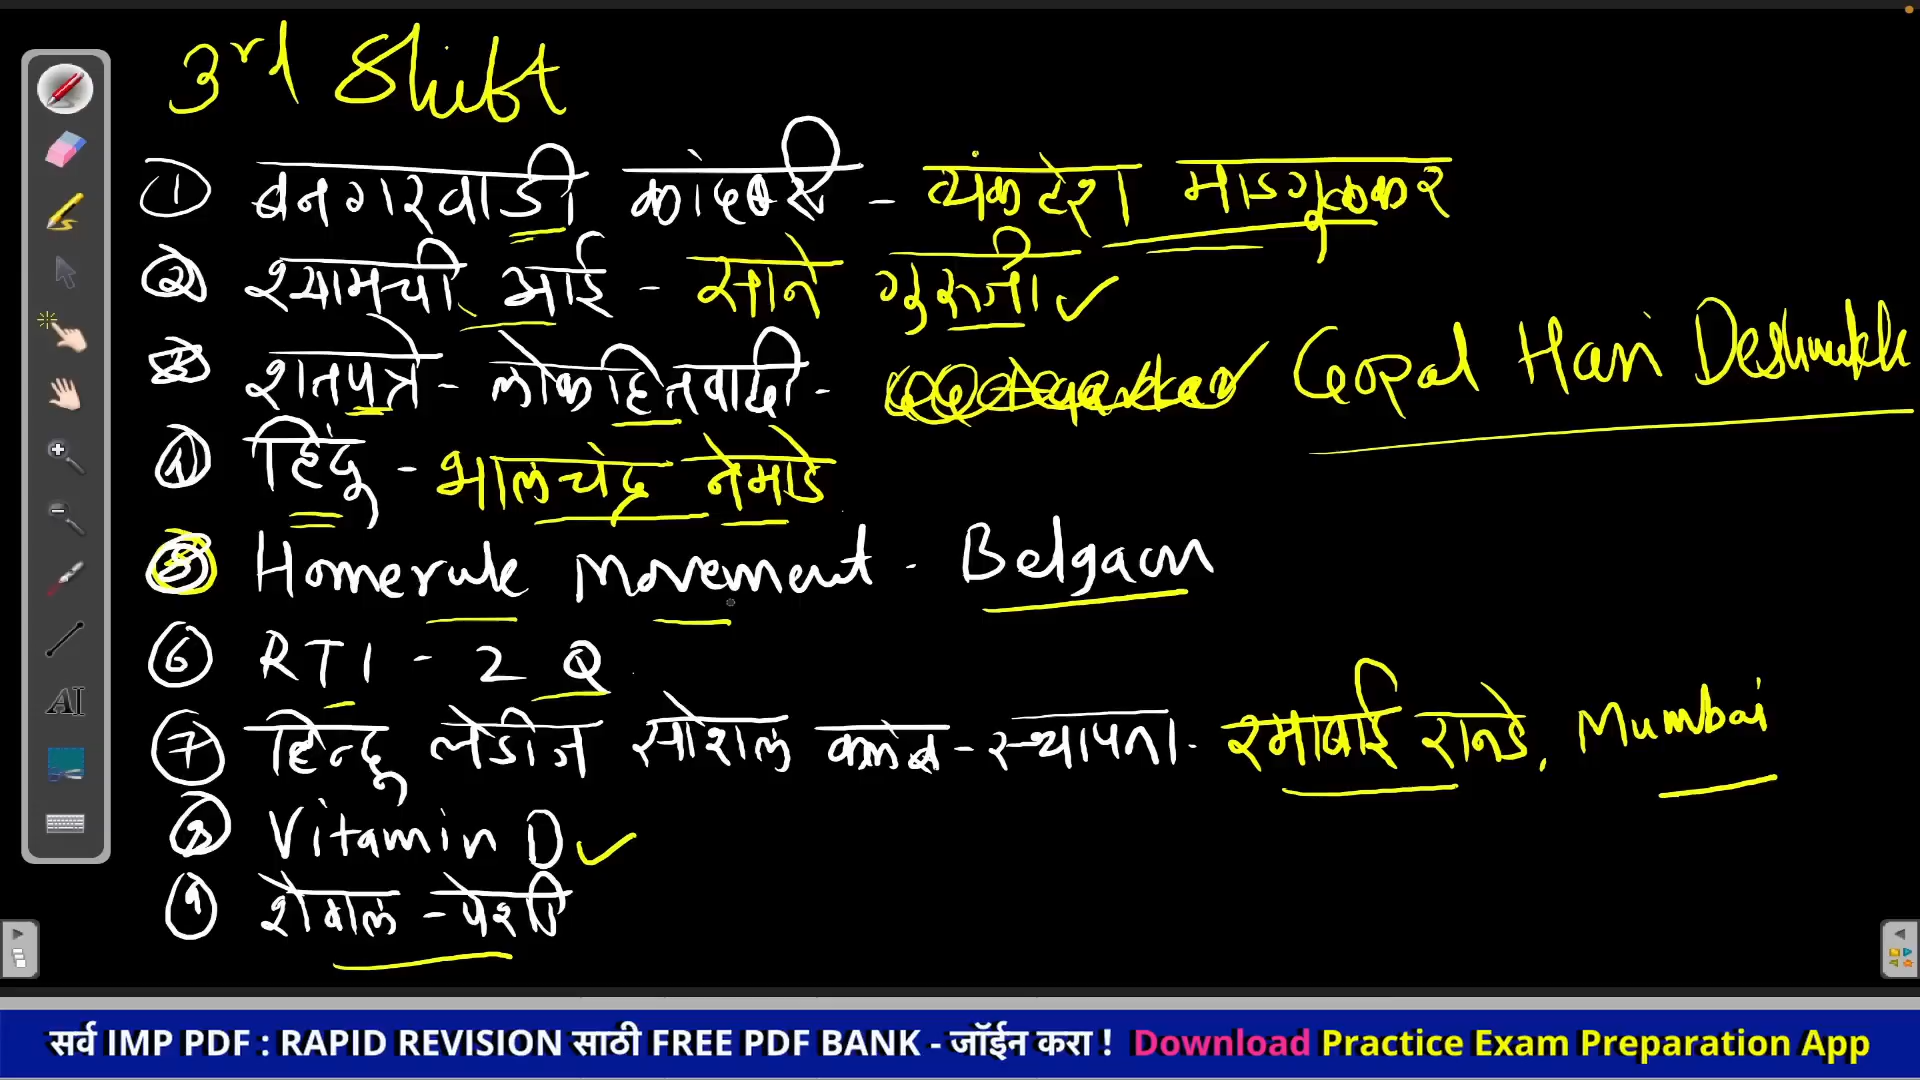 3rd Shift
① बनगरवाडी कादंबरी - व्यंकटेश माडगूळकर
② श्यामची आई - साने गुरुजी ✓
③ शतपत्रे - लोकहितवादी - Gopal Hari Deshmukh
④ हिंदू - भालचंद्र नेमाडे
⑤ Homerule Movement - Belgaon
⑥ RTI - 2 Q
⑦ हिन्दू लेडीज सोशल क्लब - स्थापना - रमाबाई रानडे, Mumbai
⑧ Vitamin D ✓
⑨ शैवाल - पेशी
सर्व IMP PDF : RAPID REVISION साठी FREE PDF BANK - जॉईन करा ! Download Practice Exam Preparation App